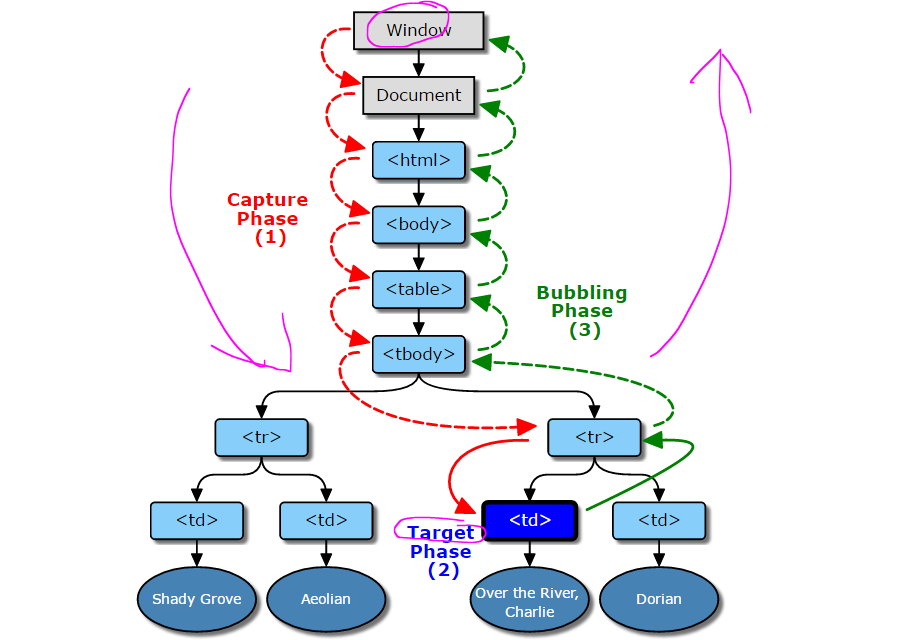 Window
Document
<html>
<body>
<table>
<tbody>
Capture
Phase
(1)
Bubbling
Phase
(3)
<tr>
<tr>
<td>
<td>
<td>
<td>
Target
Phase
(2)
Shady Grove
Aeolian
Over the River,
Charlie
Dorian